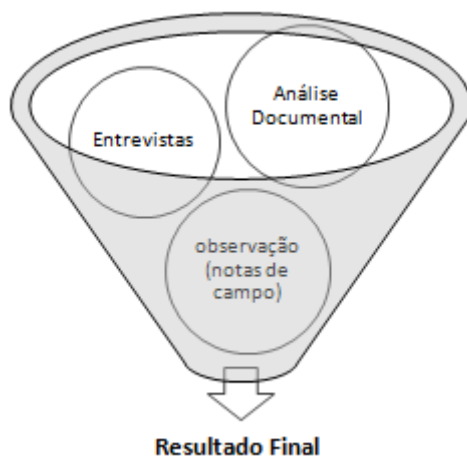 Análise
Documental
Entrevistas
observação
(notas de
campo)
Resultado Final